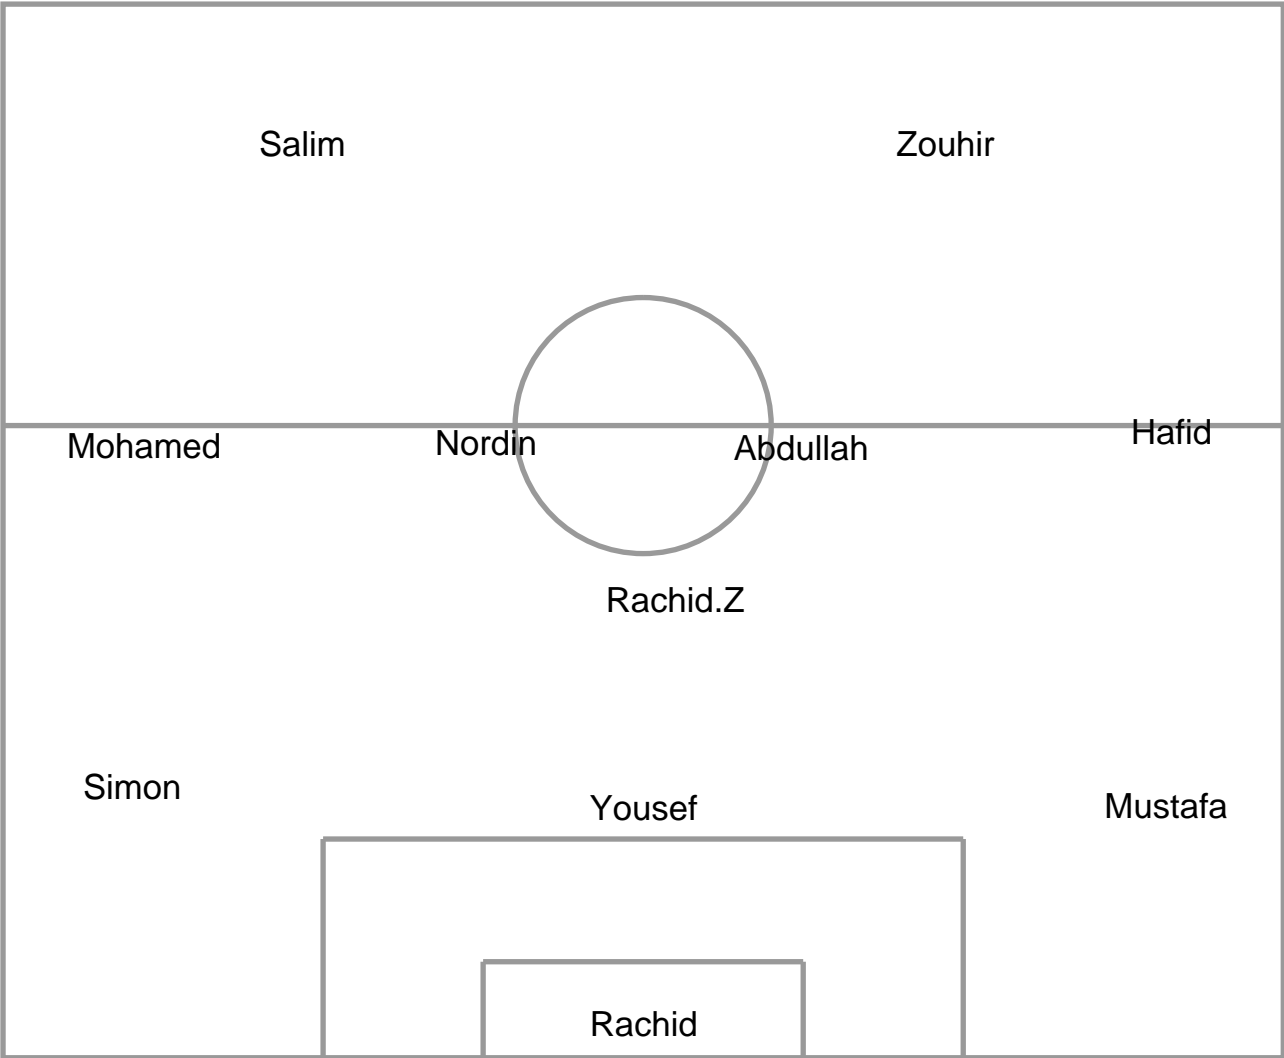 Salim
Zouhir
Mohamed
Nordin
Abdullah
Hafid
Rachid.Z
Simon
Yousef
Mustafa
Rachid